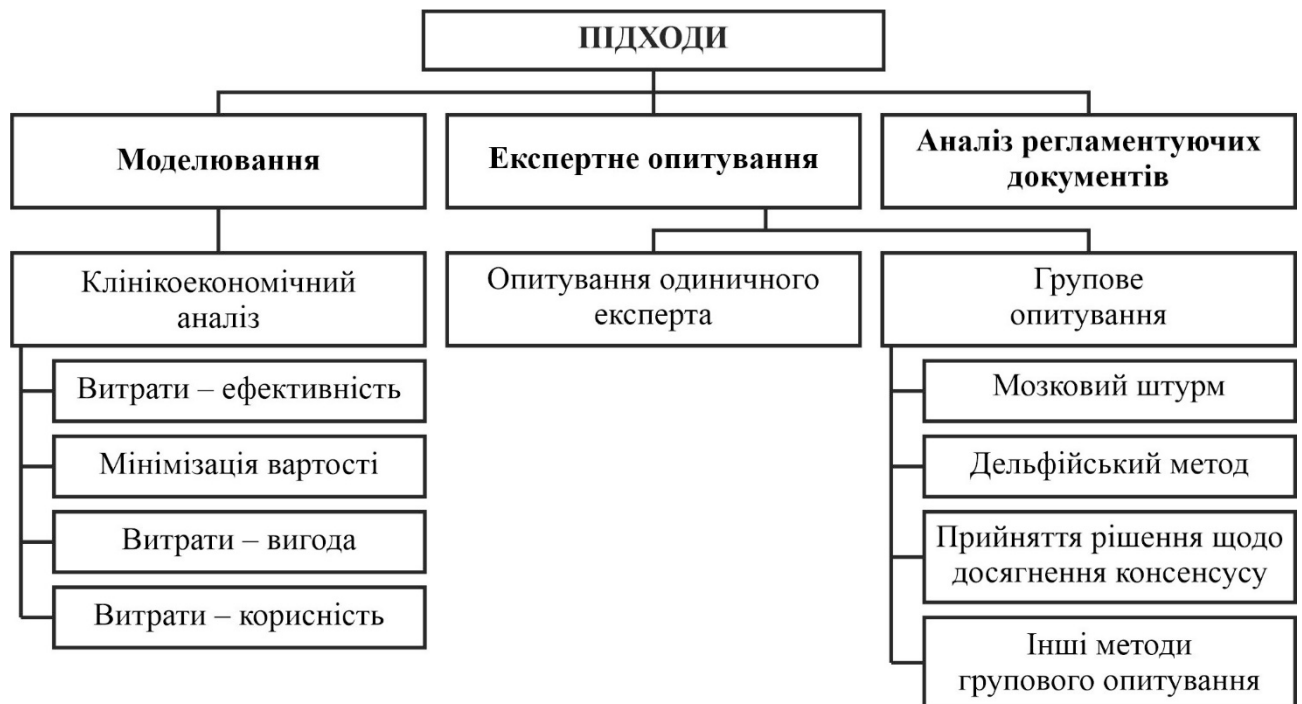 ПІДХОДИ
Моделювання
Експертне опитування
Аналіз регламентуючих
документів
Клінікоекономічний
аналіз
Опитування одиничного
експерта
Групове
опитування
Витрати – ефективність
Мінімізація вартості
Витрати – вигода
Витрати – корисність
Мозковий штурм
Дельфійський метод
Прийняття рішення щодо
досягнення консенсусу
Інші методи
групового опитування